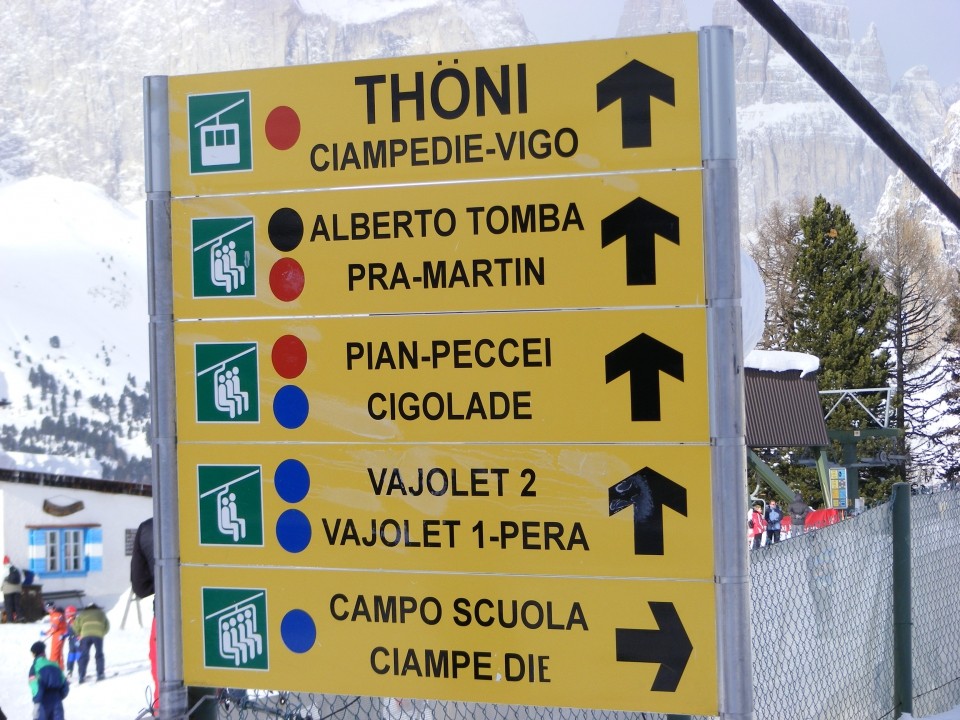 THÖNI
CIAMPEDIE-VIGO
ALBERTO TOMBA
PRA-MARTIN
PIAN-PECCEI
CIGOLADE
VAJOLET 2
VAJOLET 1-PERA
CAMPO SCUOLA
CIAMPE.DIE